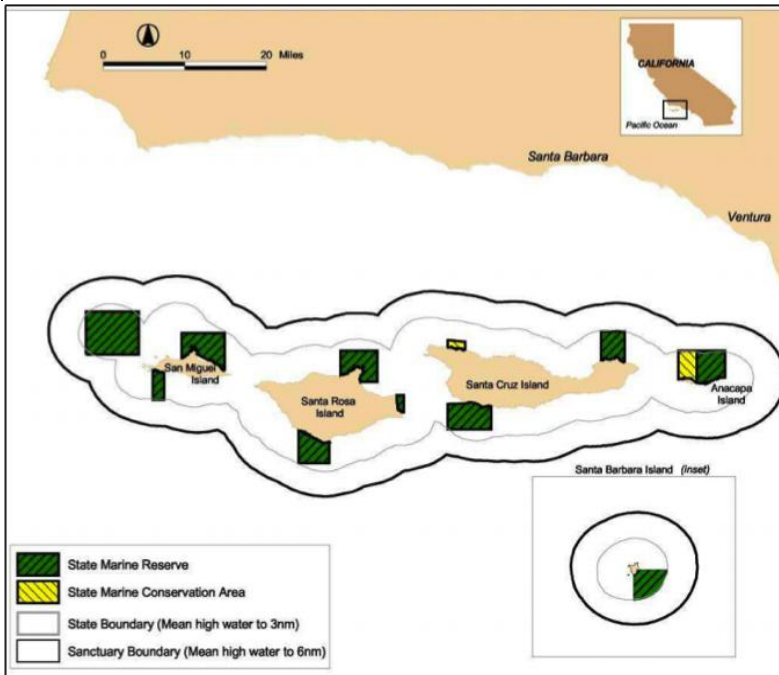 0 10 20 Miles
CALIFORNIA
Pacific Ocean
Santa Barbara
Ventura
San Miguel
Island
Santa Rosa
Island
Santa Cruz Island
Anacapa
Island
Santa Barbara Island (inset)
State Marine Reserve
State Marine Conservation Area
State Boundary (Mean high water to 3nm)
Sanctuary Boundary (Mean high water to 6nm)